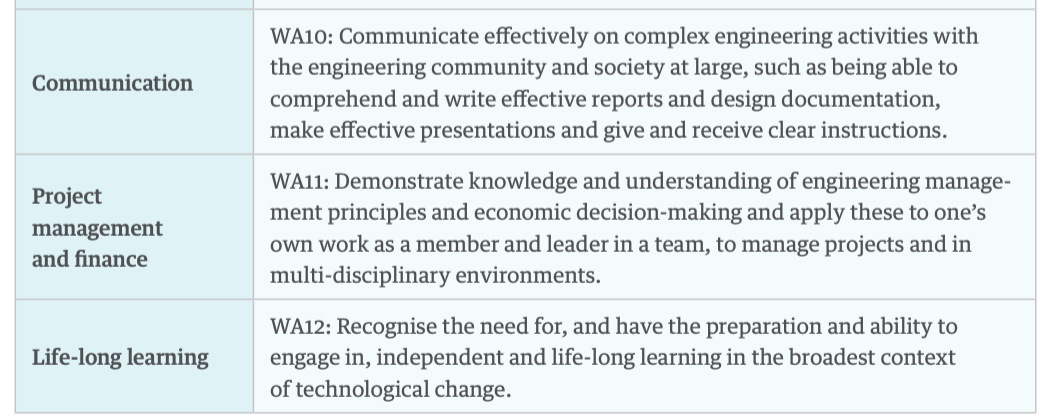 Communication
WA10: Communicate effectively on complex engineering activities with
the engineering community and society at large, such as being able to
comprehend and write effective reports and design documentation,
make effective presentations and give and receive clear instructions.
Project
management
and finance
WA11: Demonstrate knowledge and understanding of engineering manage-
ment principles and economic decision-making and apply these to one’s
own work as a member and leader in a team, to manage projects and in
multi-disciplinary environments.
Life-long learning
WA12: Recognise the need for, and have the preparation and ability to
engage in, independent and life-long learning in the broadest context
of technological change.